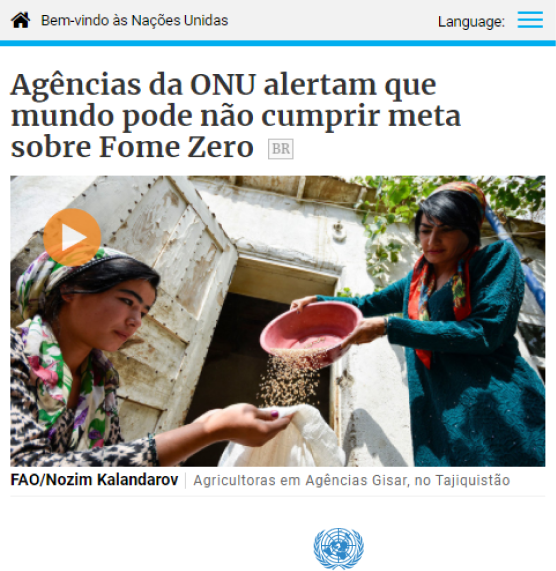 Bem-vindo às Nações Unidas
Language:
Agências da ONU alertam que
mundo pode não cumprir meta
sobre Fome Zero BR
FAO/Nozim Kalandarov | Agricultoras em Agências Gisar, no Tajiquistão